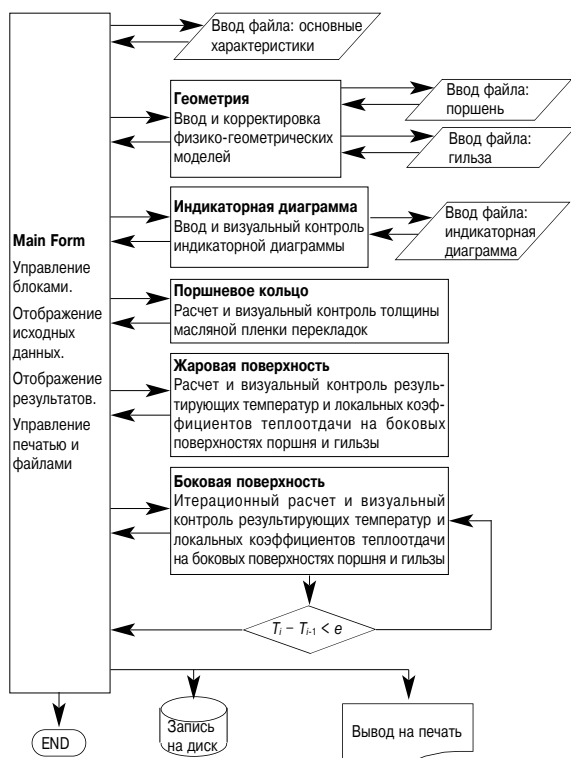 Ввод файла: основные
характеристики
Геометрия
Ввод и корректировка
физико-геометрических
моделей
Ввод файла:
поршень
Ввод файла:
гильза
Индикаторная диаграмма
Ввод и визуальный контроль
индикаторной диаграммы
Ввод файла:
индикаторная
диаграмма
Main Form
Управление
блоками.
Отображение
исходных
данных.
Отображение
результатов.
Управление
печатью и
файлами
Поршневое кольцо
Расчет и визуальный контроль толщины
масляной пленки перекладок
Жаровая поверхность
Расчет и визуальный контроль резуль-
тирующих температур и локальных коэф-
фициентов теплоотдачи на боковых
поверхностях поршня и гильзы
Боковая поверхность
Итерационный расчет и визуальный
контроль результирующих температур и
локальных коэффициентов теплоотдачи
на боковых поверхностях поршня и гильзы
Ti − Ti-1 < e
END
Запись
на диск
Вывод на печать